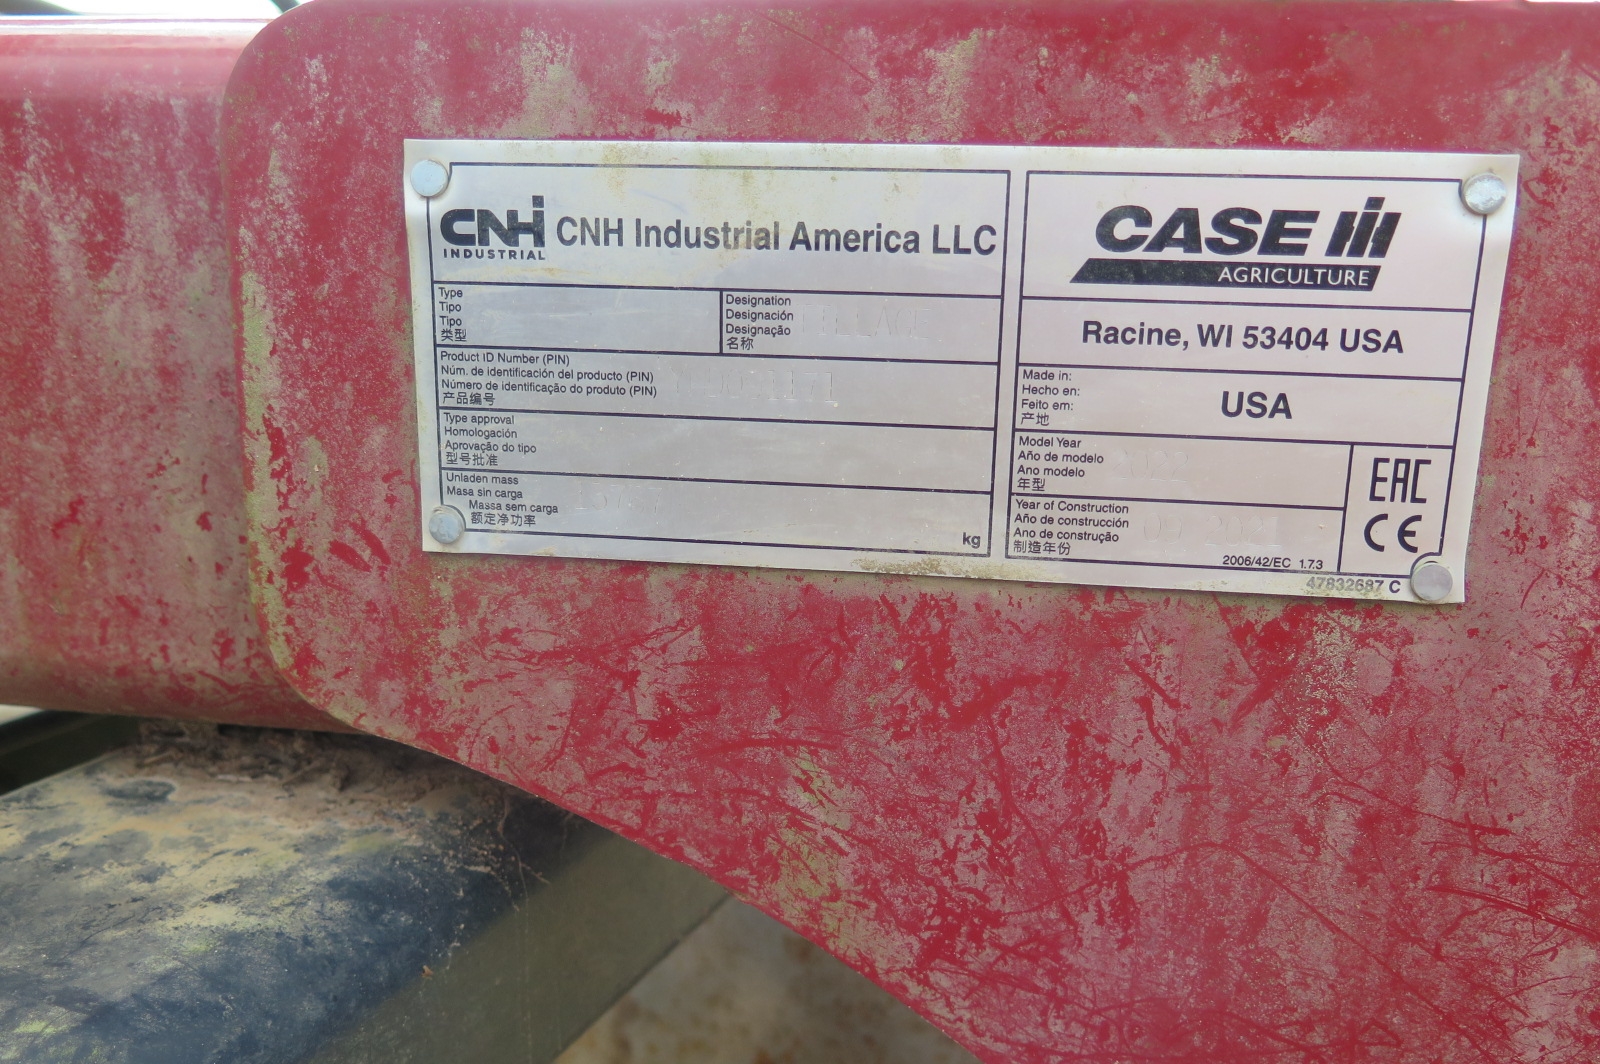 CNH
INDUSTRIAL
CNH Industrial America LLC
Type
Tipo
Tipo
类型
Designation
Designación
Designação
名称
Product ID Number (PIN)
Núm. de identificación del producto (PIN)
Número de identificação do produto (PIN)
产品编号
Type approval
Homologación
Aprovação do tipo
型号批准
Unladen mass
Masa sin carga
Massa sem carga
额定净功率
kg
CASE IH
AGRICULTURE
Racine, WI 53404 USA
Made in:
Hecho en:
Feito em:
产地
USA
Model Year
Año de modelo
Ano modelo
年型
Year of Construction
Año de construcción
Ano de construção
制造年份
2006/42/EC 1.7.3
EAC
CE
47832687 C